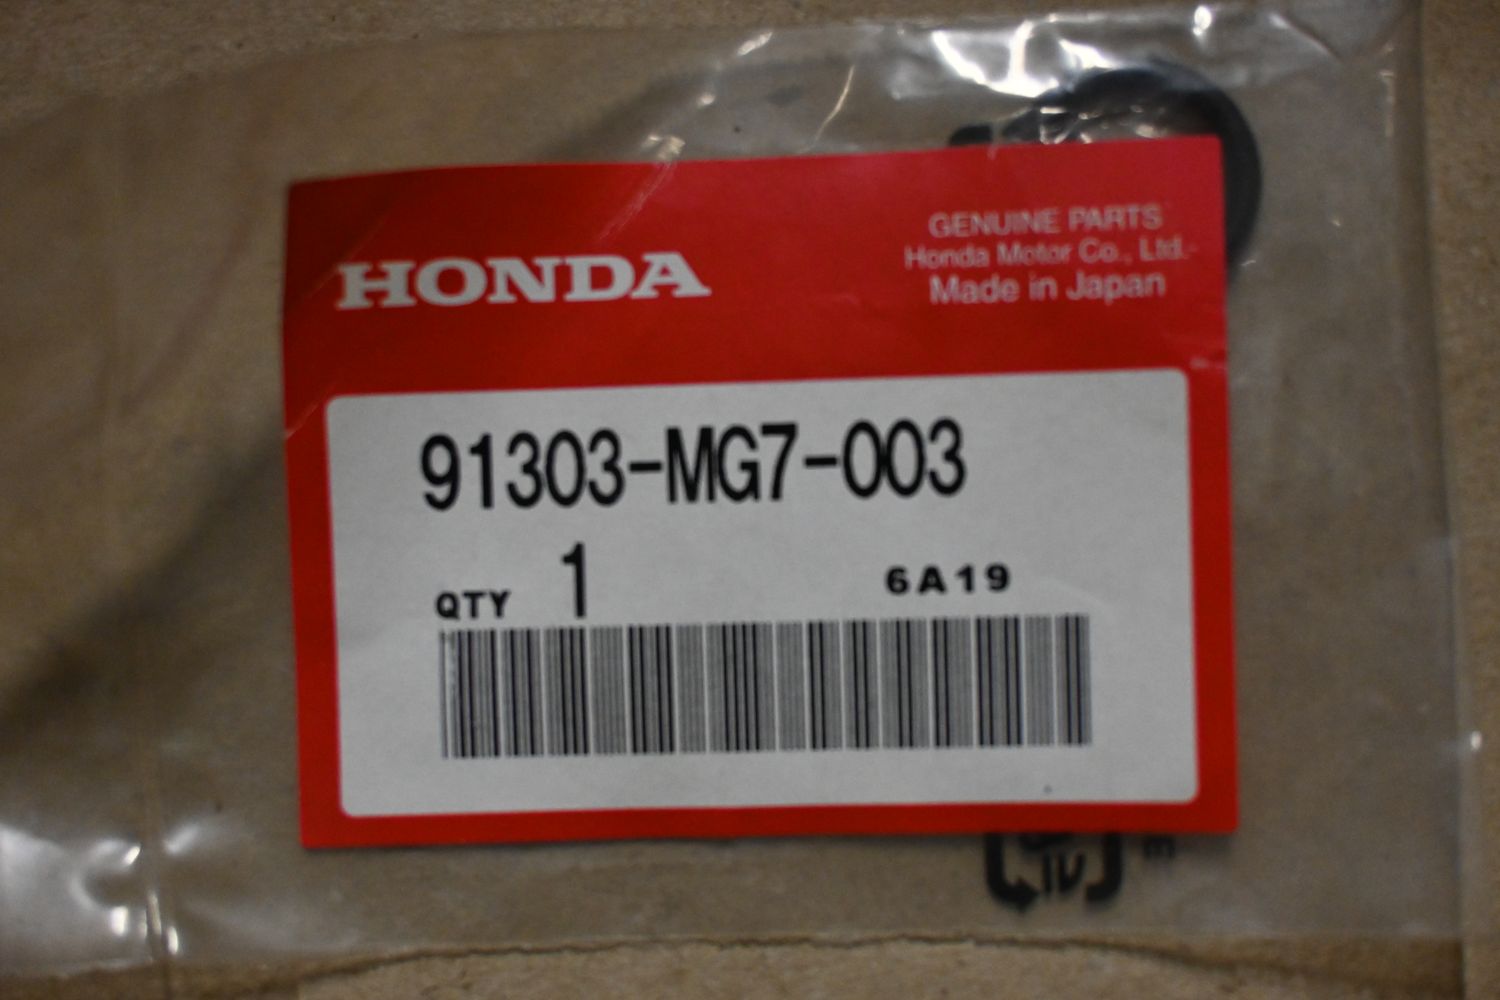 HONDA
GENUINE PARTS
Honda Motor Co., Ltd.
Made in Japan
91303-MG7-003
QTY 1
6A19